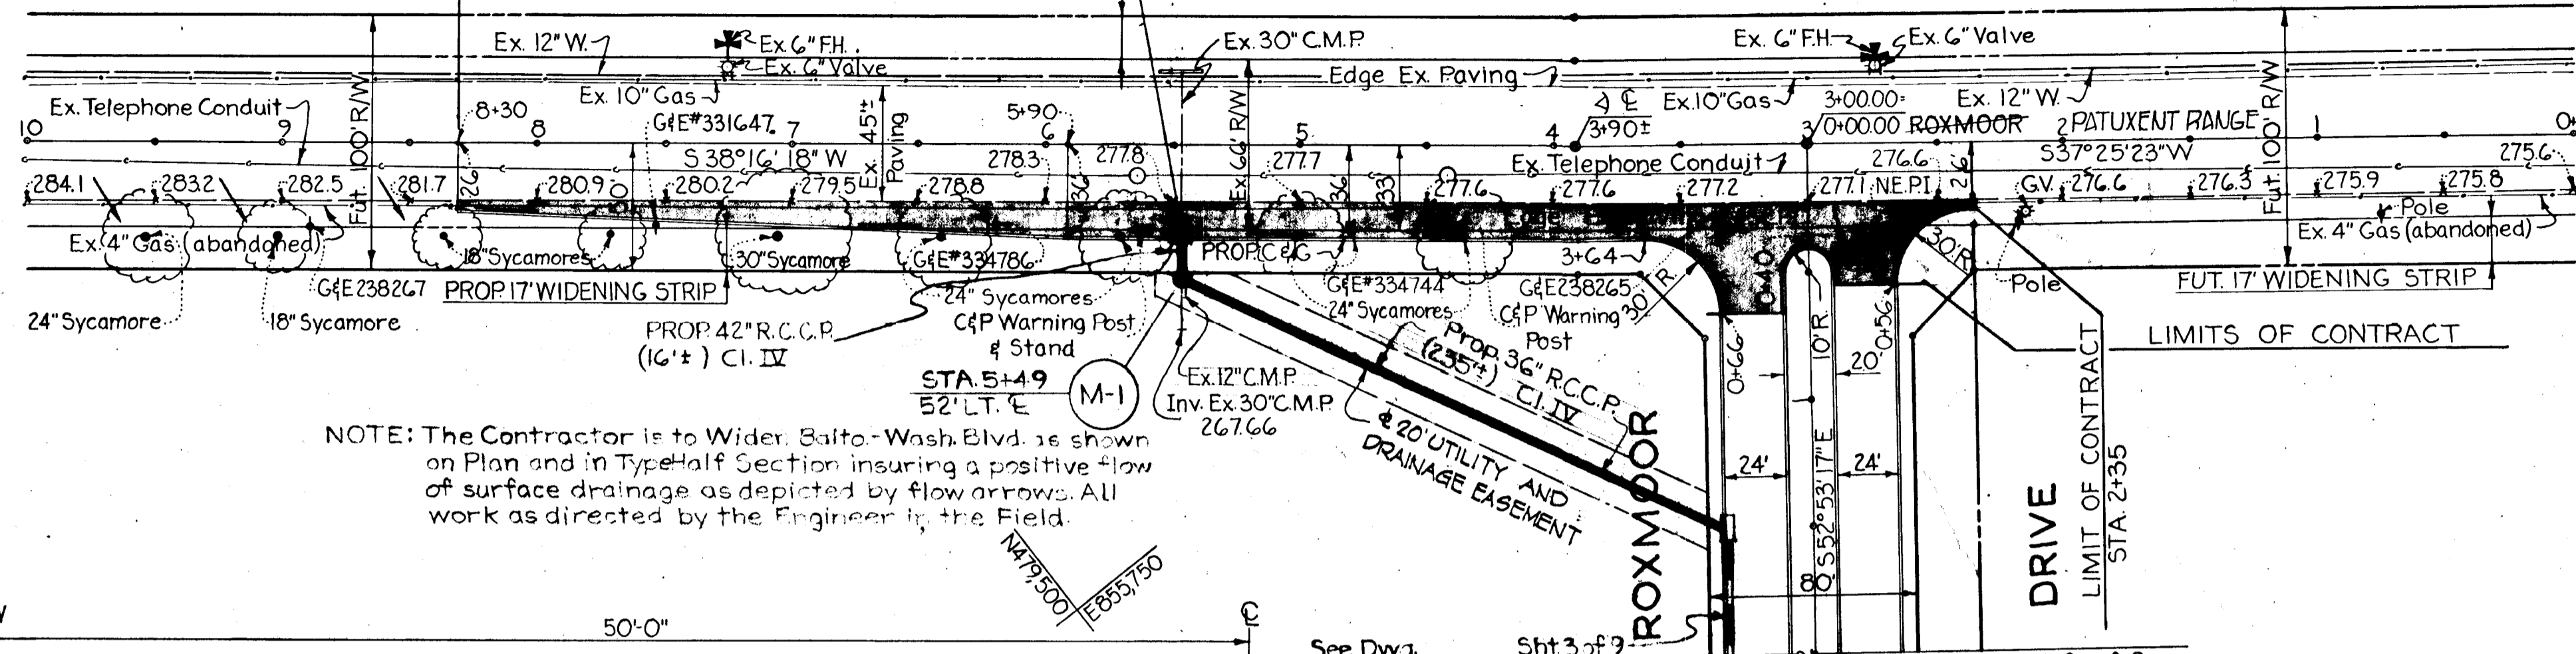 Ex. 12" W.
Ex. 6" F.H.
Ex. 6" Valve
Ex. 30" C.M.P.
Ex. 6" F.H.
Ex. 6" Valve
Edge Ex. Paving
Ex. 10" Gas
Ex. Telephone Conduit
Fut. 100' R/W
8+30
G&E#331647
5+90
Ex. 45'±
Paving
Ex. 66' R/W
℄
3+90±
Ex. 10" Gas
3+00.00=
0+00.00 ROXMOOR
Ex. 12" W.
PATUXENT RANGE
Fut. 100' R/W
10 9 8 7 6 5 4 3 2 1
S 38°16'18" W
Ex. Telephone Conduit
S37°25'23"W
284.1 283.2 282.5 281.7 280.9 280.2 279.5 278.8 278.3 277.8 277.7 277.6 277.6 277.2 277.1 276.6 276.6 276.3 275.9 275.8 275.6
26'
50'
36'
36'
33'
N.E. P.I.
26'
G.V.
Pole
Ex. 4" Gas (abandoned)
18" Sycamores
30" Sycamore
G&E#334786
PROP. C & G
3+64
30' R.
Pole
Ex. 4" Gas (abandoned)
24" Sycamore
18" Sycamore
G&E 238267
PROP. 17' WIDENING STRIP
24" Sycamores
C&P Warning Post
& Stand
G&E#334744
24" Sycamores
G&E 238265
C&P Warning
Post
30' R.
0+40
FUT. 17' WIDENING STRIP
PROP. 42" R.C.C.P.
(16'±) Cl. IV
STA. 5+49
52' LT. ℄
M-1
Ex. 12" C.M.P.
Inv. Ex. 30" C.M.P.
267.66
Prop. 36" R.C.C.P.
(235'±) Cl. IV
℄ 20' UTILITY AND
DRAINAGE EASEMENT
0+66
10' R.
20'
0+56
LIMITS OF CONTRACT
NOTE: The Contractor is to Widen Balto.-Wash. Blvd. as shown
on Plan and in Type Half Section insuring a positive flow
of surface drainage as depicted by flow arrows. All
work as directed by the Engineer in the Field.
24'
24'
S52°53'17"E
80'
ROXMOOR
DRIVE
LIMIT OF CONTRACT
STA. 2+35
N479,500
E855,750
50'-0"
℄
See Dwg.
Sht. 3 of 9